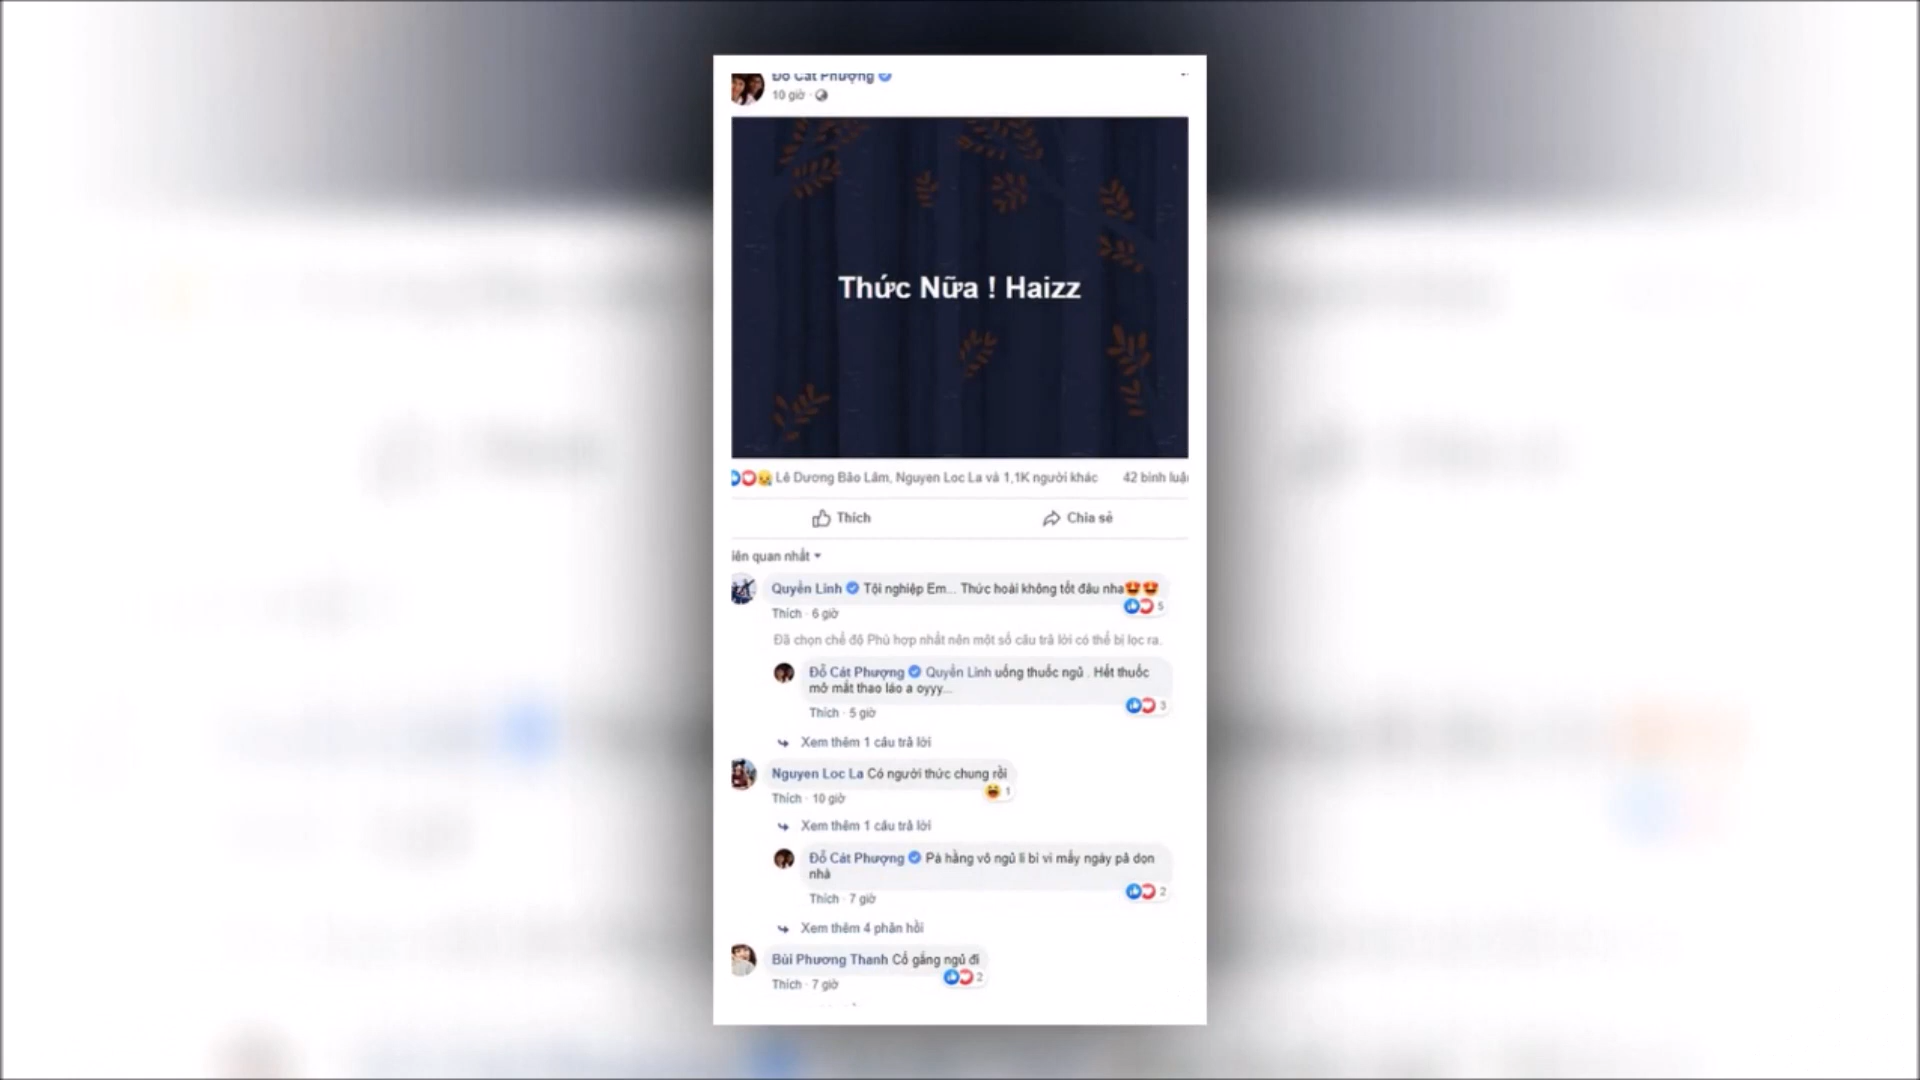 Đỗ Cát Phượng
10 giờ
Thức Nữa ! Haizz
Lê Dương Bảo Lâm, Nguyen Loc La và 1,1K người khác 42 bình luậ
Thích Chia sẻ
iên quan nhất
Quyền Linh Tội nghiệp Em... Thức hoài không tốt đâu nha
5
Thích · 6 giờ
Đã chọn chế độ Phù hợp nhất nên một số câu trả lời có thể bị lọc ra.
Đỗ Cát Phượng Quyền Linh uống thuốc ngủ . Hết thuốc
mở mắt thao láo a oyyy...
3
Thích · 5 giờ
Xem thêm 1 câu trả lời
Nguyen Loc La Có người thức chung rồi
1
Thích · 10 giờ
Xem thêm 1 câu trả lời
Đỗ Cát Phượng Pà hằng vô ngủ li bì vì mấy ngày pả dọn
nhà
2
Thích · 7 giờ
Xem thêm 4 phản hồi
Bùi Phương Thanh Cố gắng ngủ đi
2
Thích · 7 giờ